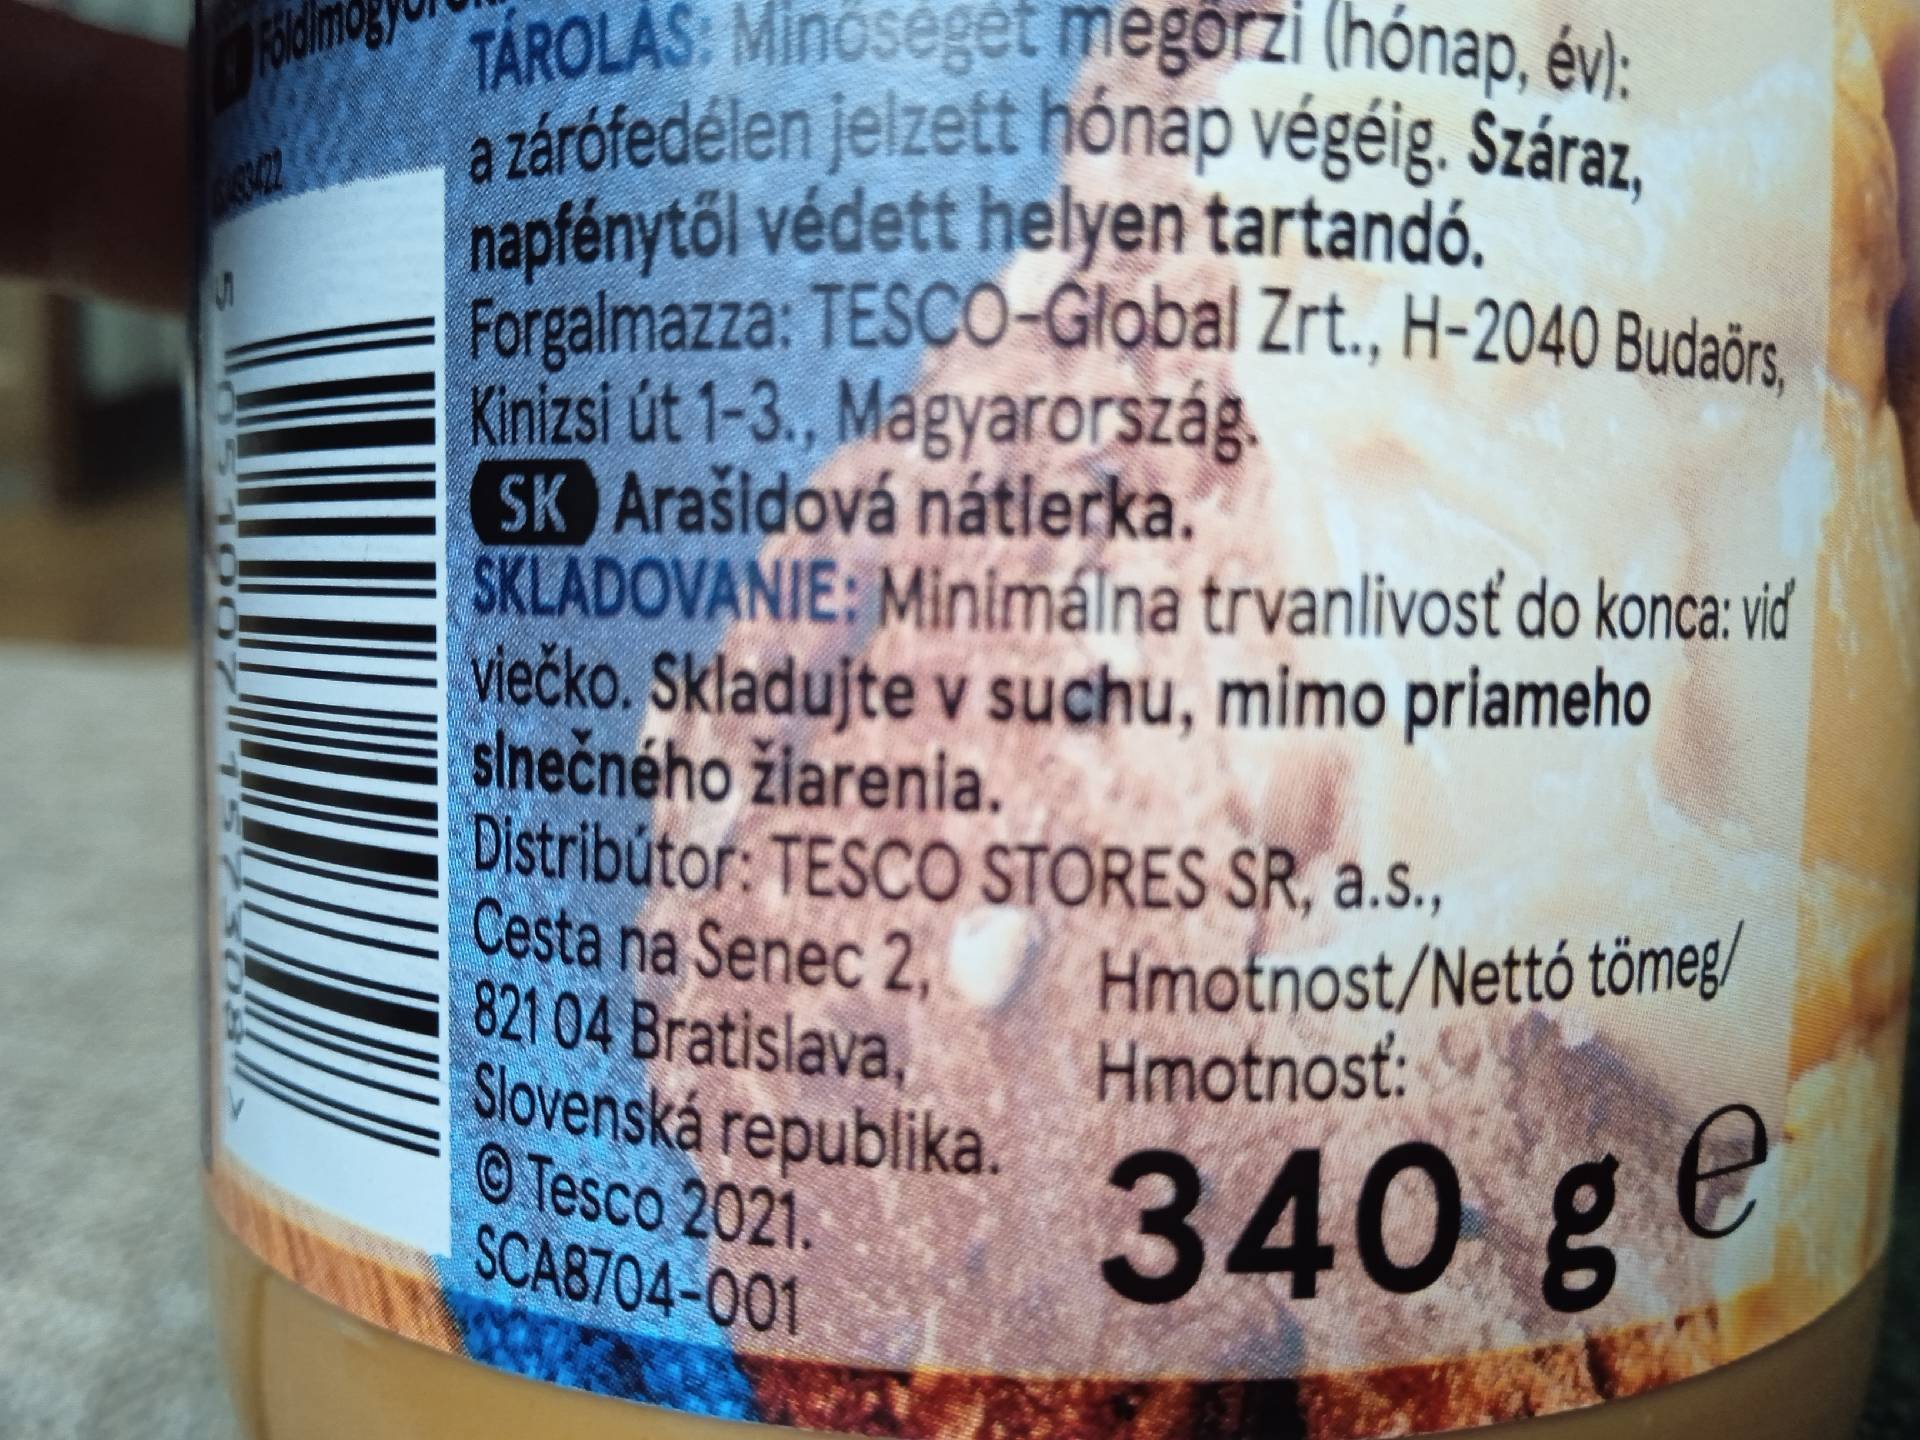 TÁROLÁS: Minőségét megőrzi (hónap, év):
a zárófedélen jelzett hónap végéig. Száraz,
napfénytől védett helyen tartandó.
Forgalmazza: TESCO-Global Zrt., H-2040 Budaörs,
Kinizsi út 1-3., Magyarország.
SK Arašidová nátierka.
SKLADOVANIE: Minimálna trvanlivosť do konca: viď
viečko. Skladujte v suchu, mimo priameho
slnečného žiarenia.
Distribútor: TESCO STORES SR, a.s.,
Cesta na Senec 2,
821 04 Bratislava,
Slovenská republika.
© Tesco 2021.
SCA8704-001
Hmotnost/Nettó tömeg/
Hmotnosť:
340 g e
5 051007 157308 >